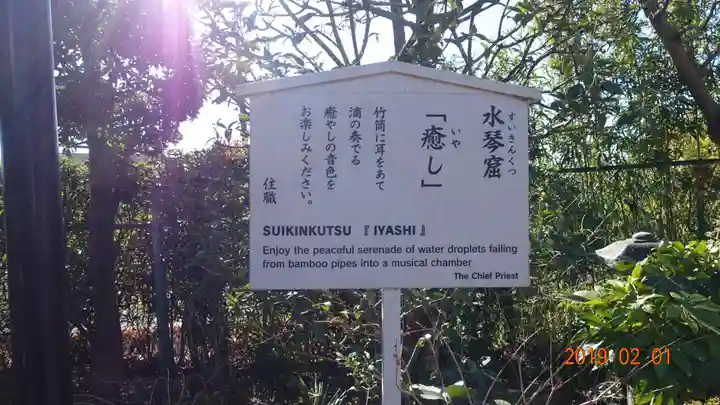 水琴窟
すいきんくつ
「癒し」
いや
竹筒に耳をあて
滴の奏でる
癒やしの音色を
お楽しみください。
住職
SUIKINKUTSU 『 IYASHI 』
Enjoy the peaceful serenade of water droplets falling
from bamboo pipes into a musical chamber
The Chief Priest
2019 02 01